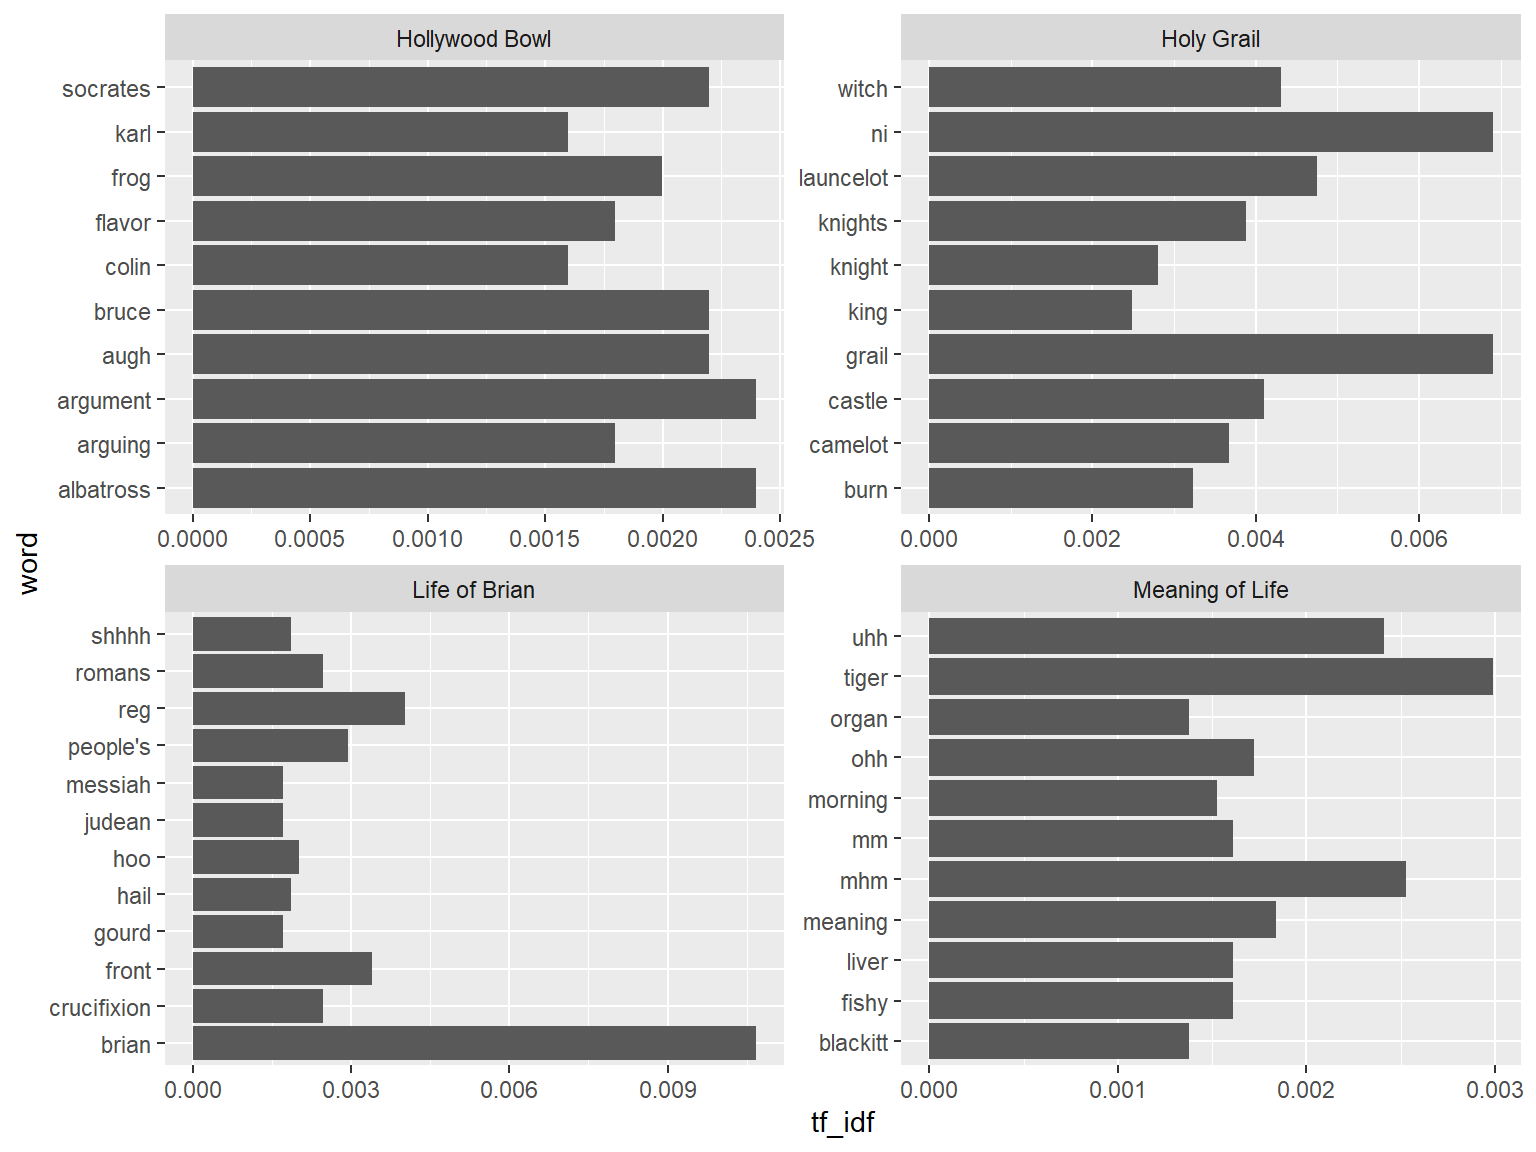 Hollywood Bowl
socrates
karl
frog
flavor
colin
bruce
augh
argument
arguing
albatross
0.0000 0.0005 0.0010 0.0015 0.0020 0.0025
Holy Grail
witch
ni
launcelot
knights
knight
king
grail
castle
camelot
burn
0.000 0.002 0.004 0.006
word
Life of Brian
shhhh
romans
reg
people's
messiah
judean
hoo
hail
gourd
front
crucifixion
brian
0.000 0.003 0.006 0.009
Meaning of Life
uhh
tiger
organ
ohh
morning
mm
mhm
meaning
liver
fishy
blackitt
0.000 0.001 0.002 0.003
tf_idf